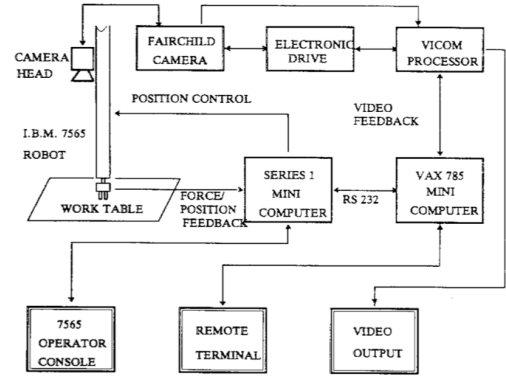 CAMERA
HEAD
FAIRCHILD
CAMERA
ELECTRONIC
DRIVE
VICOM
PROCESSOR
POSITION CONTROL
VIDEO
FEEDBACK
I.B.M. 7565
ROBOT
SERIES 1
MINI
COMPUTER
RS 232
VAX 785
MINI
COMPUTER
WORK TABLE
FORCE/
POSITION
FEEDBACK
7565
OPERATOR
CONSOLE
REMOTE
TERMINAL
VIDEO
OUTPUT